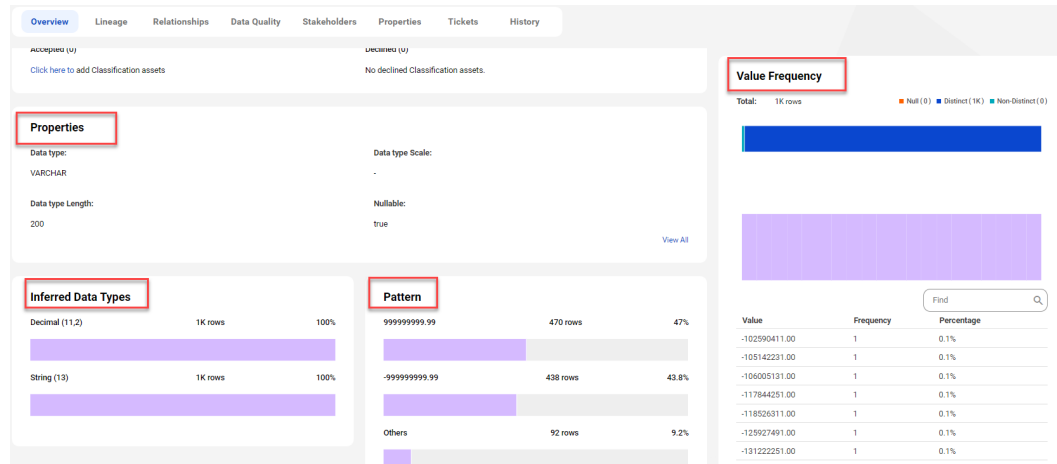 Overview Lineage Relationships Data Quality Stakeholders Properties Tickets History
Accepted (0) Declined (0)
Click here to add Classification assets No declined Classification assets.
Properties
Data type: Data type Scale:
VARCHAR -
Data type Length: Nullable:
200 true
View All
Inferred Data Types
Decimal (11,2) 1K rows 100%
String (13) 1K rows 100%
Pattern
999999999.99 470 rows 47%
-999999999.99 438 rows 43.8%
Others 92 rows 9.2%
Value Frequency
Total: 1K rows Null ( 0 ) Distinct ( 1K ) Non-Distinct ( 0 )
Find
Value Frequency Percentage
-102590411.00 1 0.1%
-105142231.00 1 0.1%
-106005131.00 1 0.1%
-117844251.00 1 0.1%
-118526311.00 1 0.1%
-125927491.00 1 0.1%
-131222251.00 1 0.1%